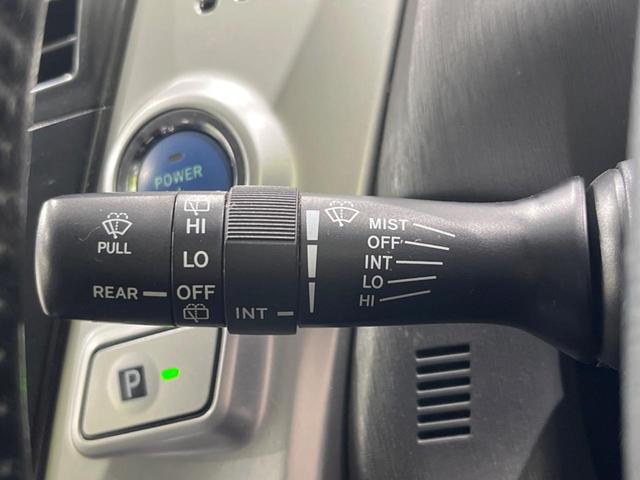 POWER
PULL
REAR
HI
LO
OFF
INT
MIST
OFF
INT
LO
HI
P